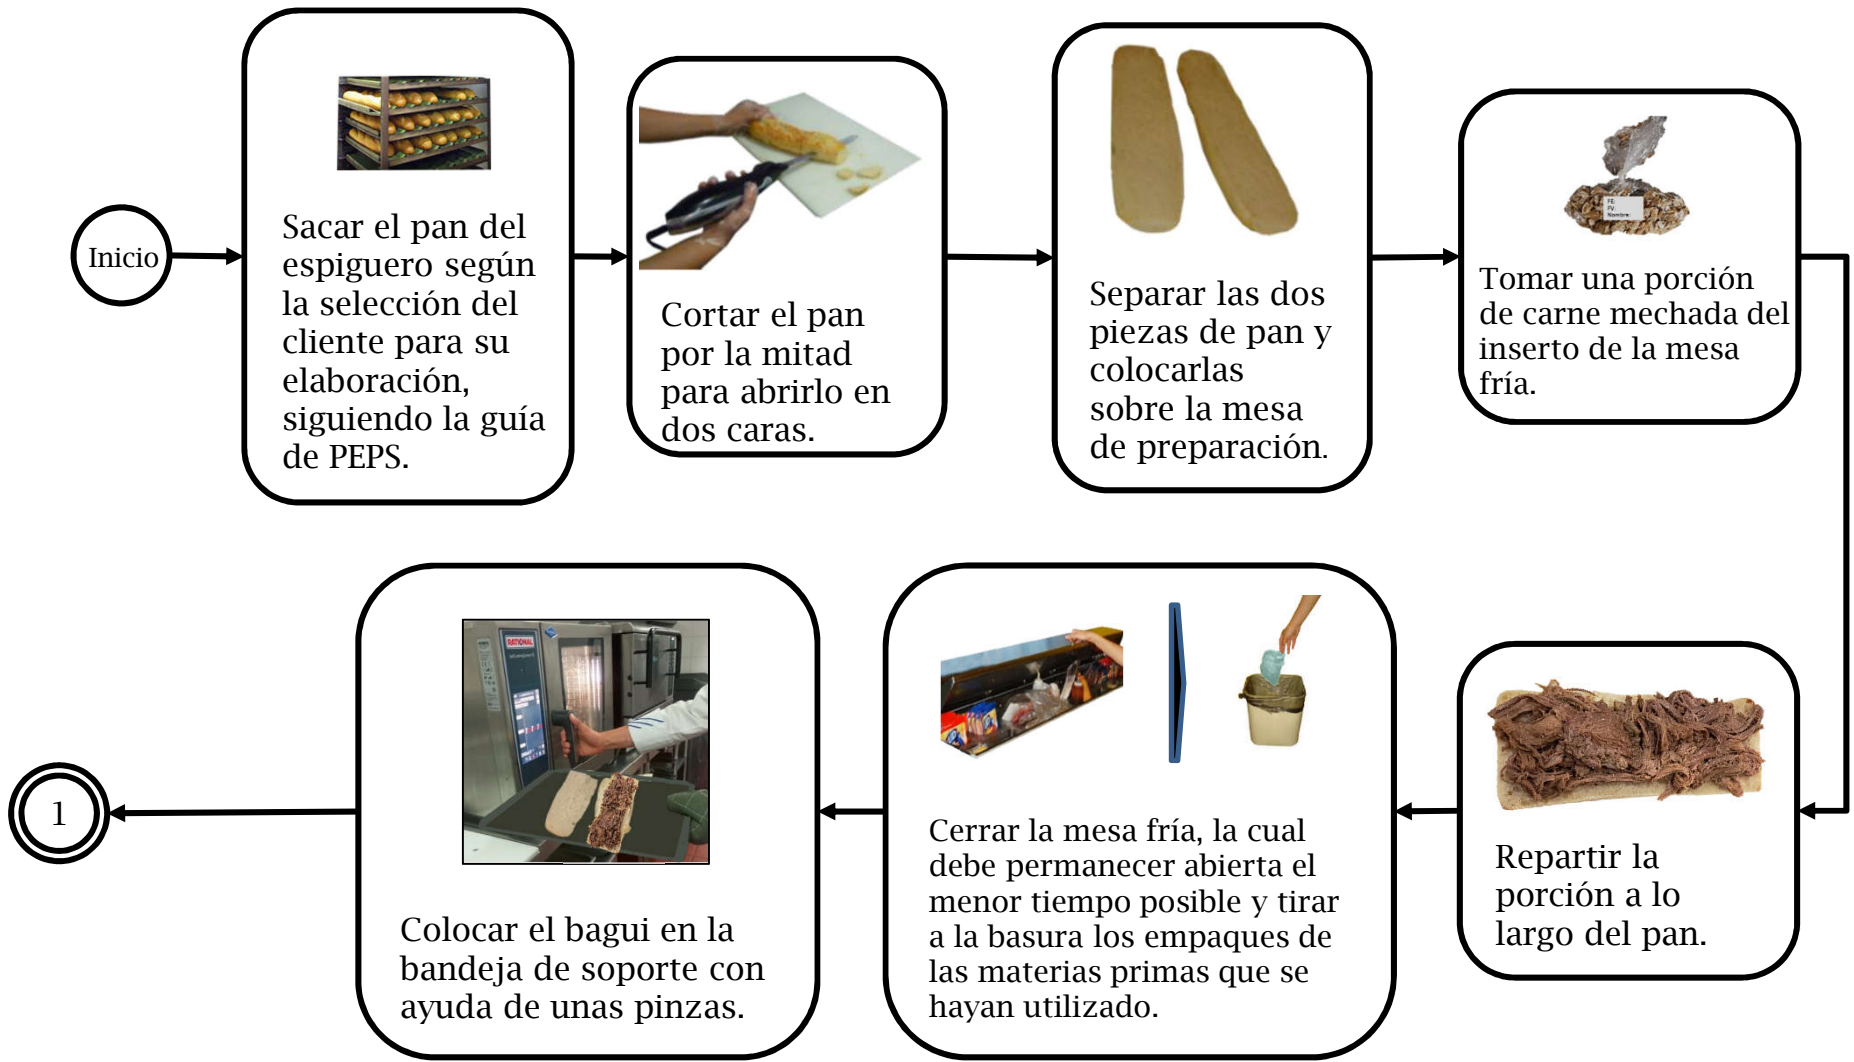 Inicio
Sacar el pan del
espiguero según
la selección del
cliente para su
elaboración,
siguiendo la guía
de PEPS.
Cortar el pan
por la mitad
para abrirlo en
dos caras.
Separar las dos
piezas de pan y
colocarlas
sobre la mesa
de preparación.
FE:
FV:
Nombre:
Tomar una porción
de carne mechada del
inserto de la mesa
fría.
Repartir la
porción a lo
largo del pan.
Cerrar la mesa fría, la cual
debe permanecer abierta el
menor tiempo posible y tirar
a la basura los empaques de
las materias primas que se
hayan utilizado.
RATIONAL
Colocar el bagui en la
bandeja de soporte con
ayuda de unas pinzas.
1